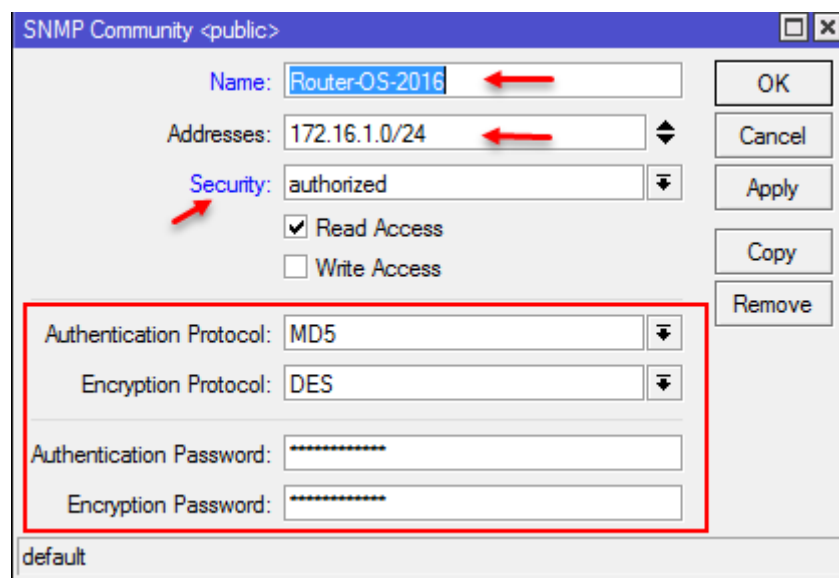 SNMP Community <public>
Name: Router-OS-2016
OK
Addresses: 172.16.1.0/24
Cancel
Security: authorized
Apply
Read Access
Write Access
Copy
Remove
Authentication Protocol: MD5
Encryption Protocol: DES
Authentication Password: ************
Encryption Password: ************
default